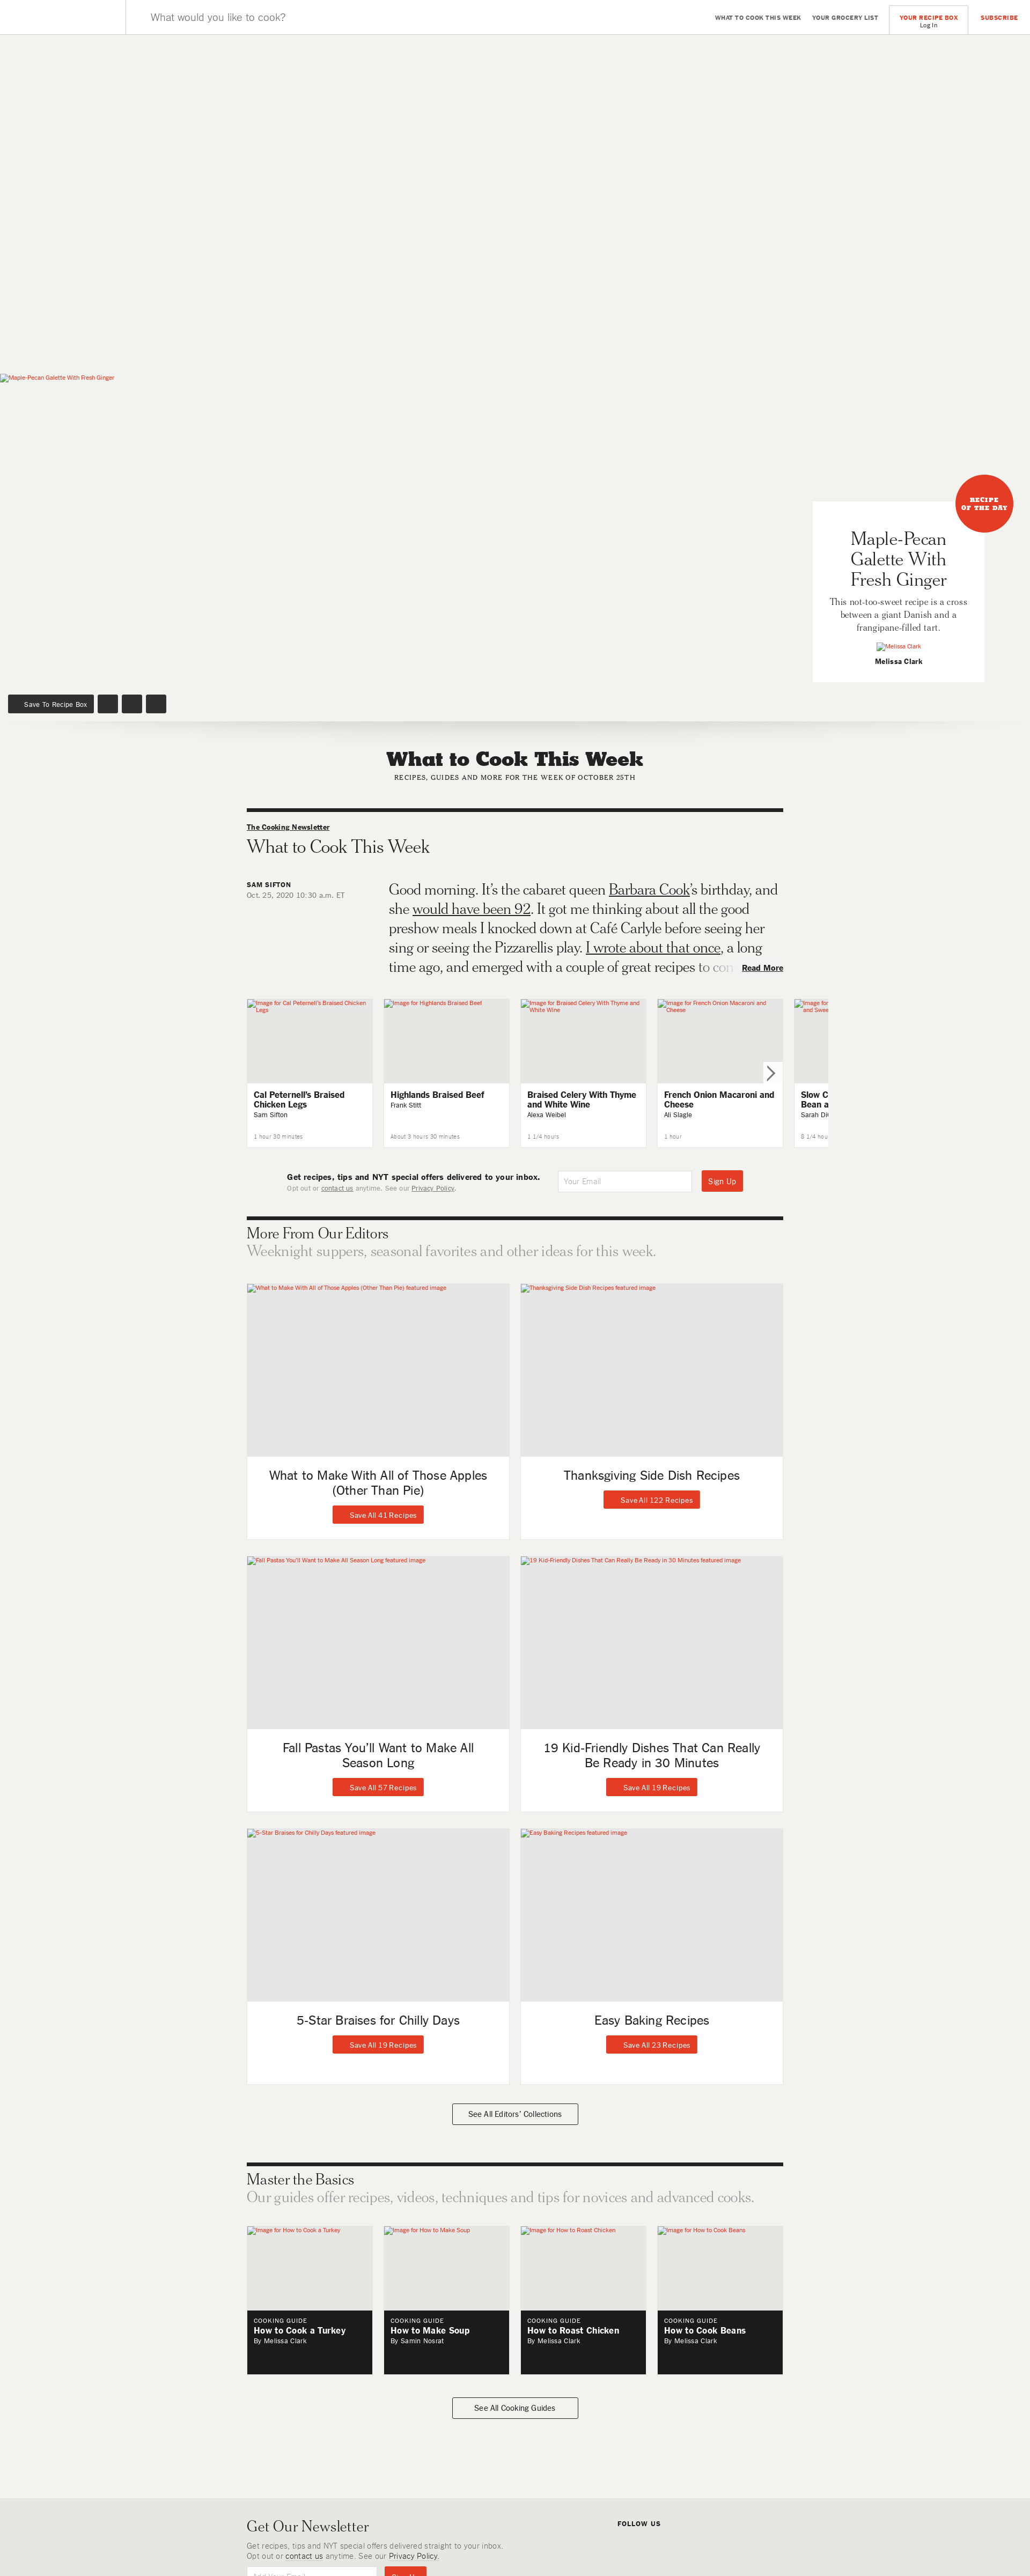 What would you like to cook?
WHAT TO COOK THIS WEEK
YOUR GROCERY LIST
YOUR RECIPE BOX
Log In
SUBSCRIBE
Maple-Pecan Galette With Fresh Ginger
RECIPE
OF THE DAY
Maple-Pecan
Galette With
Fresh Ginger
This not-too-sweet recipe is a cross
between a giant Danish and a
frangipane-filled tart.
Melissa Clark
Melissa Clark
Save To Recipe Box
What to Cook This Week
RECIPES, GUIDES AND MORE FOR THE WEEK OF OCTOBER 25TH
The Cooking Newsletter
What to Cook This Week
SAM SIFTON
Oct. 25, 2020 10:30 a.m. ET
Good morning. It’s the cabaret queen Barbara Cook’s birthday, and
she would have been 92. It got me thinking about all the good
preshow meals I knocked down at Café Carlyle before seeing her
sing or seeing the Pizzarellis play. I wrote about that once, a long
time ago, and emerged with a couple of great recipes to
Read More
Image for Cal Peternell’s Braised Chicken
Legs
Cal Peternell’s Braised
Chicken Legs
Sam Sifton
1 hour 30 minutes
Image for Highlands Braised Beef
Highlands Braised Beef
Frank Stitt
About 3 hours 30 minutes
Image for Braised Celery With Thyme and
White Wine
Braised Celery With Thyme
and White Wine
Alexa Weibel
1 1/4 hours
Image for French Onion Macaroni and
Cheese
French Onion Macaroni and
Cheese
Ali Slagle
1 hour
Image for
and
Slow
Bean
Sarah
8 1/4
Get recipes, tips and NYT special offers delivered to your inbox.
Opt out or contact us anytime. See our Privacy Policy.
Your Email
Sign Up
More From Our Editors
Weeknight suppers, seasonal favorites and other ideas for this week.
What to Make With All of Those Apples (Other Than Pie) featured image
What to Make With All of Those Apples
(Other Than Pie)
Save All 41 Recipes
Thanksgiving Side Dish Recipes featured image
Thanksgiving Side Dish Recipes
Save All 122 Recipes
Fall Pastas You’ll Want to Make All Season Long featured image
Fall Pastas You’ll Want to Make All
Season Long
Save All 57 Recipes
19 Kid-Friendly Dishes That Can Really Be Ready in 30 Minutes featured image
19 Kid-Friendly Dishes That Can Really
Be Ready in 30 Minutes
Save All 19 Recipes
5-Star Braises for Chilly Days featured image
5-Star Braises for Chilly Days
Save All 19 Recipes
Easy Baking Recipes featured image
Easy Baking Recipes
Save All 23 Recipes
See All Editors’ Collections
Master the Basics
Our guides offer recipes, videos, techniques and tips for novices and advanced cooks.
Image for How to Cook a Turkey
COOKING GUIDE
How to Cook a Turkey
By Melissa Clark
Image for How to Make Soup
COOKING GUIDE
How to Make Soup
By Samin Nosrat
Image for How to Roast Chicken
COOKING GUIDE
How to Roast Chicken
By Melissa Clark
Image for How to Cook Beans
COOKING GUIDE
How to Cook Beans
By Melissa Clark
See All Cooking Guides
Get Our Newsletter
Get recipes, tips and NYT special offers delivered straight to your inbox.
Opt out or contact us anytime. See our Privacy Policy.
FOLLOW US